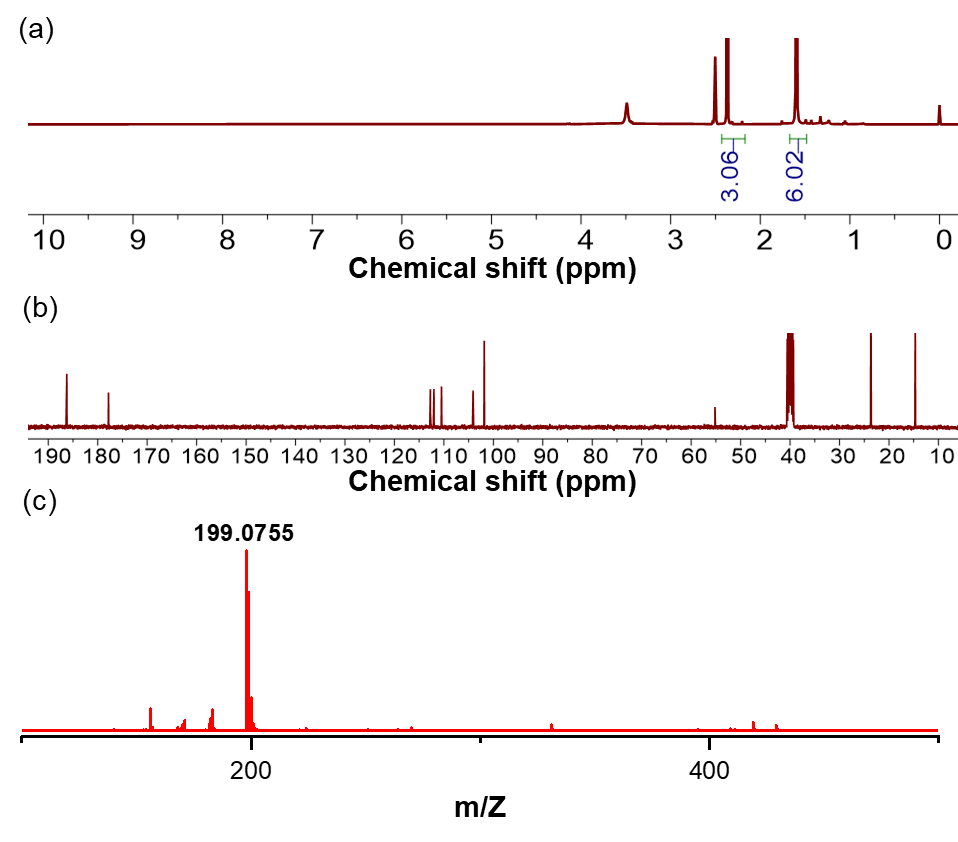 (a)
3.06
6.02
10 9 8 7 6 5 4 3 2 1 0
Chemical shift (ppm)
(b)
190 180 170 160 150 140 130 120 110 100 90 80 70 60 50 40 30 20 10
Chemical shift (ppm)
(c)
199.0755
200 400
m/Z